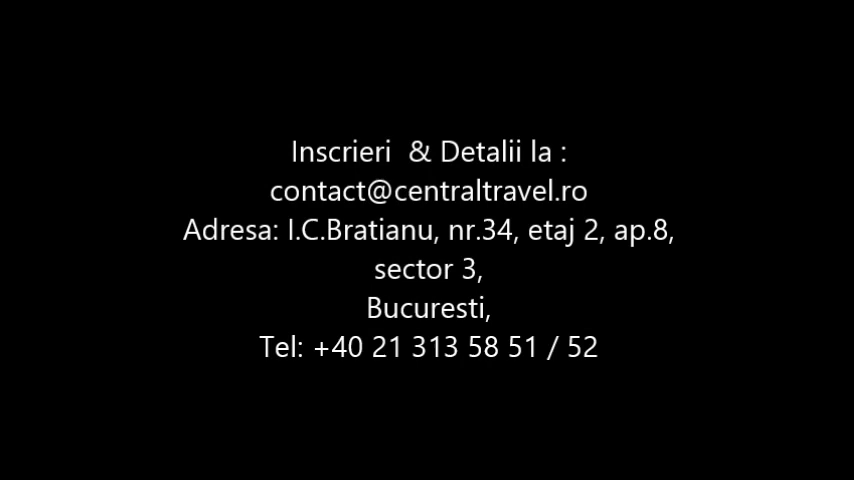 Inscrieri  & Detalii la :
contact@centraltravel.ro
Adresa: I.C.Bratianu, nr.34, etaj 2, ap.8,
sector 3,
Bucuresti,
Tel: +40 21 313 58 51 / 52